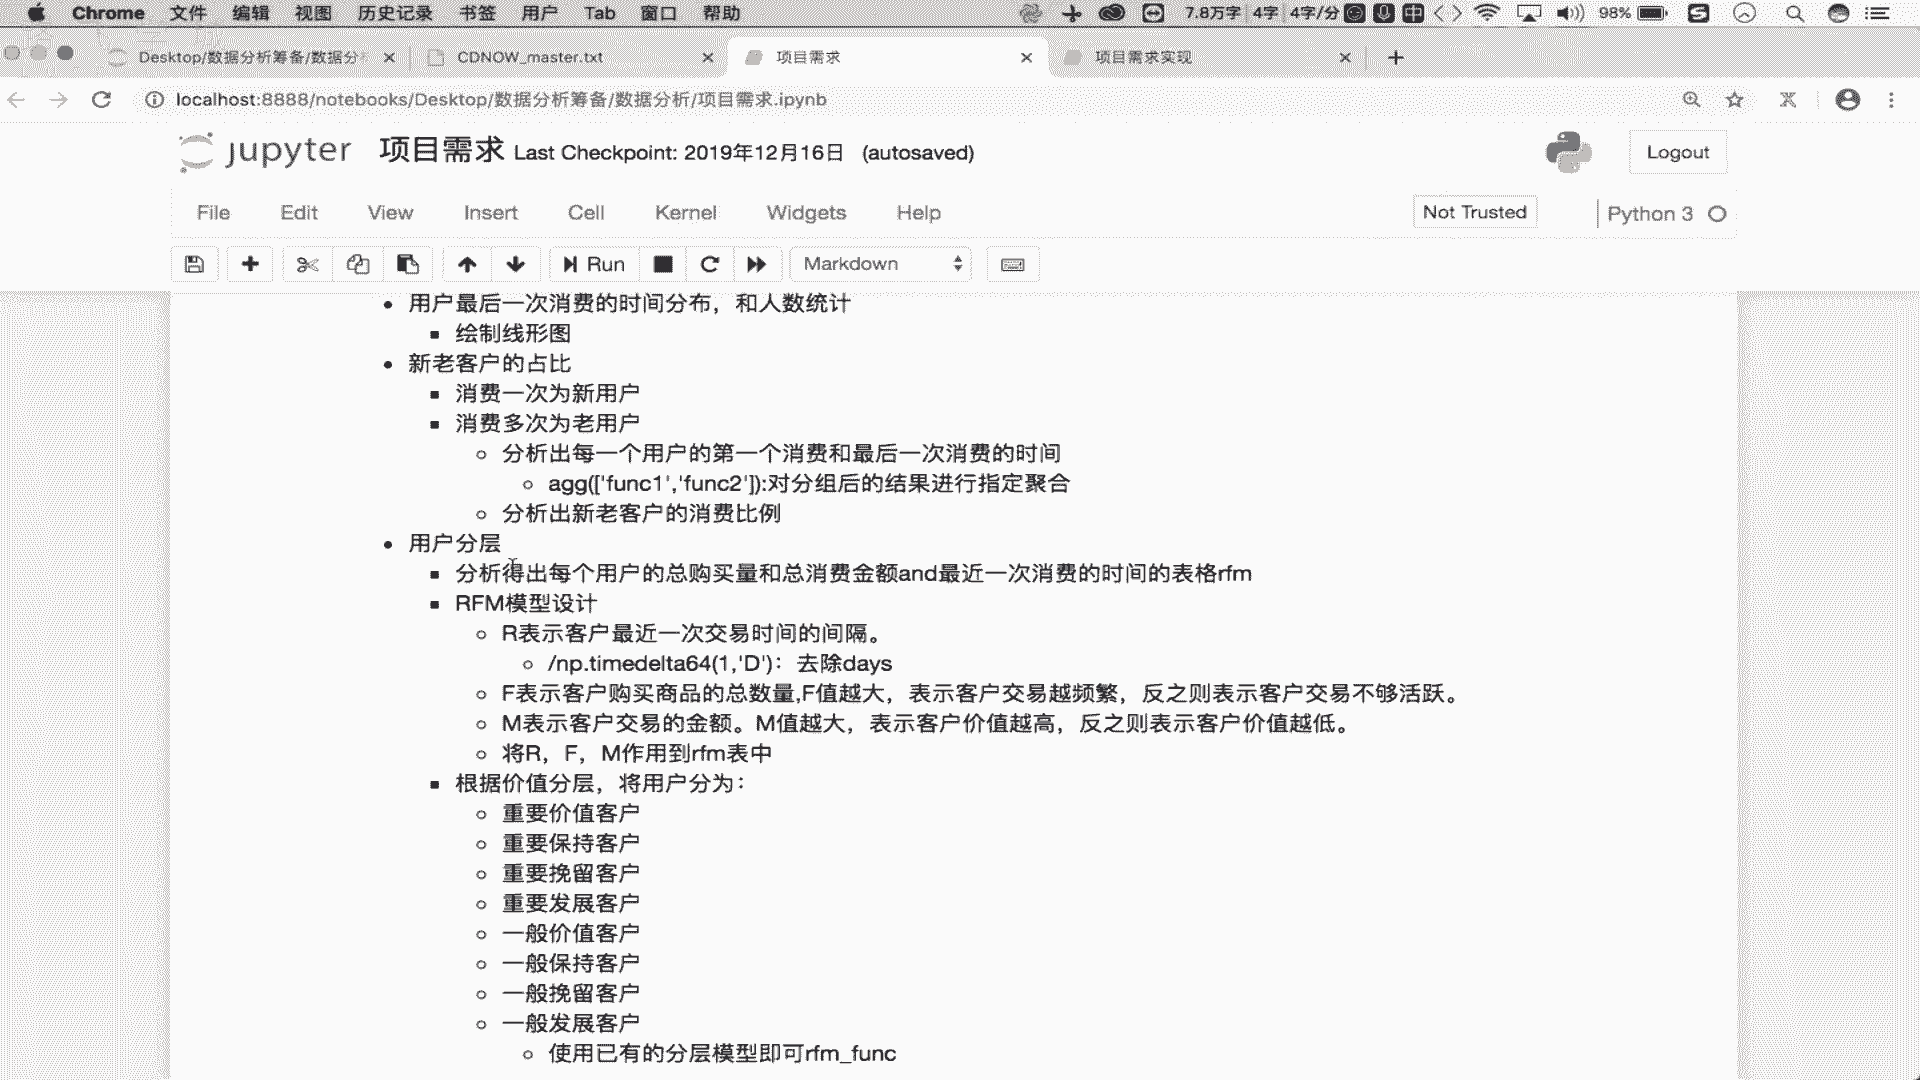 Chrome 文件 编辑 视图 历史记录 书签 用户 Tab 窗口 帮助 7.8万字 4字 4字/分 中 98%
Desktop/数据分析筹备/数据分 CDNOW_master.txt 项目需求 项目需求实现
localhost:8888/notebooks/Desktop/数据分析筹备/数据分析/项目需求.ipynb
jupyter 项目需求 Last Checkpoint: 2019年12月16日 (autosaved) Logout
File Edit View Insert Cell Kernel Widgets Help Not Trusted Python 3
Run Markdown
用户最后一次消费的时间分布，和人数统计
绘制线形图
新老客户的占比
消费一次为新用户
消费多次为老用户
分析出每一个用户的第一个消费和最后一次消费的时间
agg(['func1','func2']):对分组后的结果进行指定聚合
分析出新老客户的消费比例
用户分层
分析得出每个用户的总购买量和总消费金额and最近一次消费的时间的表格rfm
RFM模型设计
R表示客户最近一次交易时间的间隔。
/np.timedelta64(1,'D')：去除days
F表示客户购买商品的总数量,F值越大，表示客户交易越频繁，反之则表示客户交易不够活跃。
M表示客户交易的金额。M值越大，表示客户价值越高，反之则表示客户价值越低。
将R，F，M作用到rfm表中
根据价值分层，将用户分为：
重要价值客户
重要保持客户
重要挽留客户
重要发展客户
一般价值客户
一般保持客户
一般挽留客户
一般发展客户
使用已有的分层模型即可rfm_func